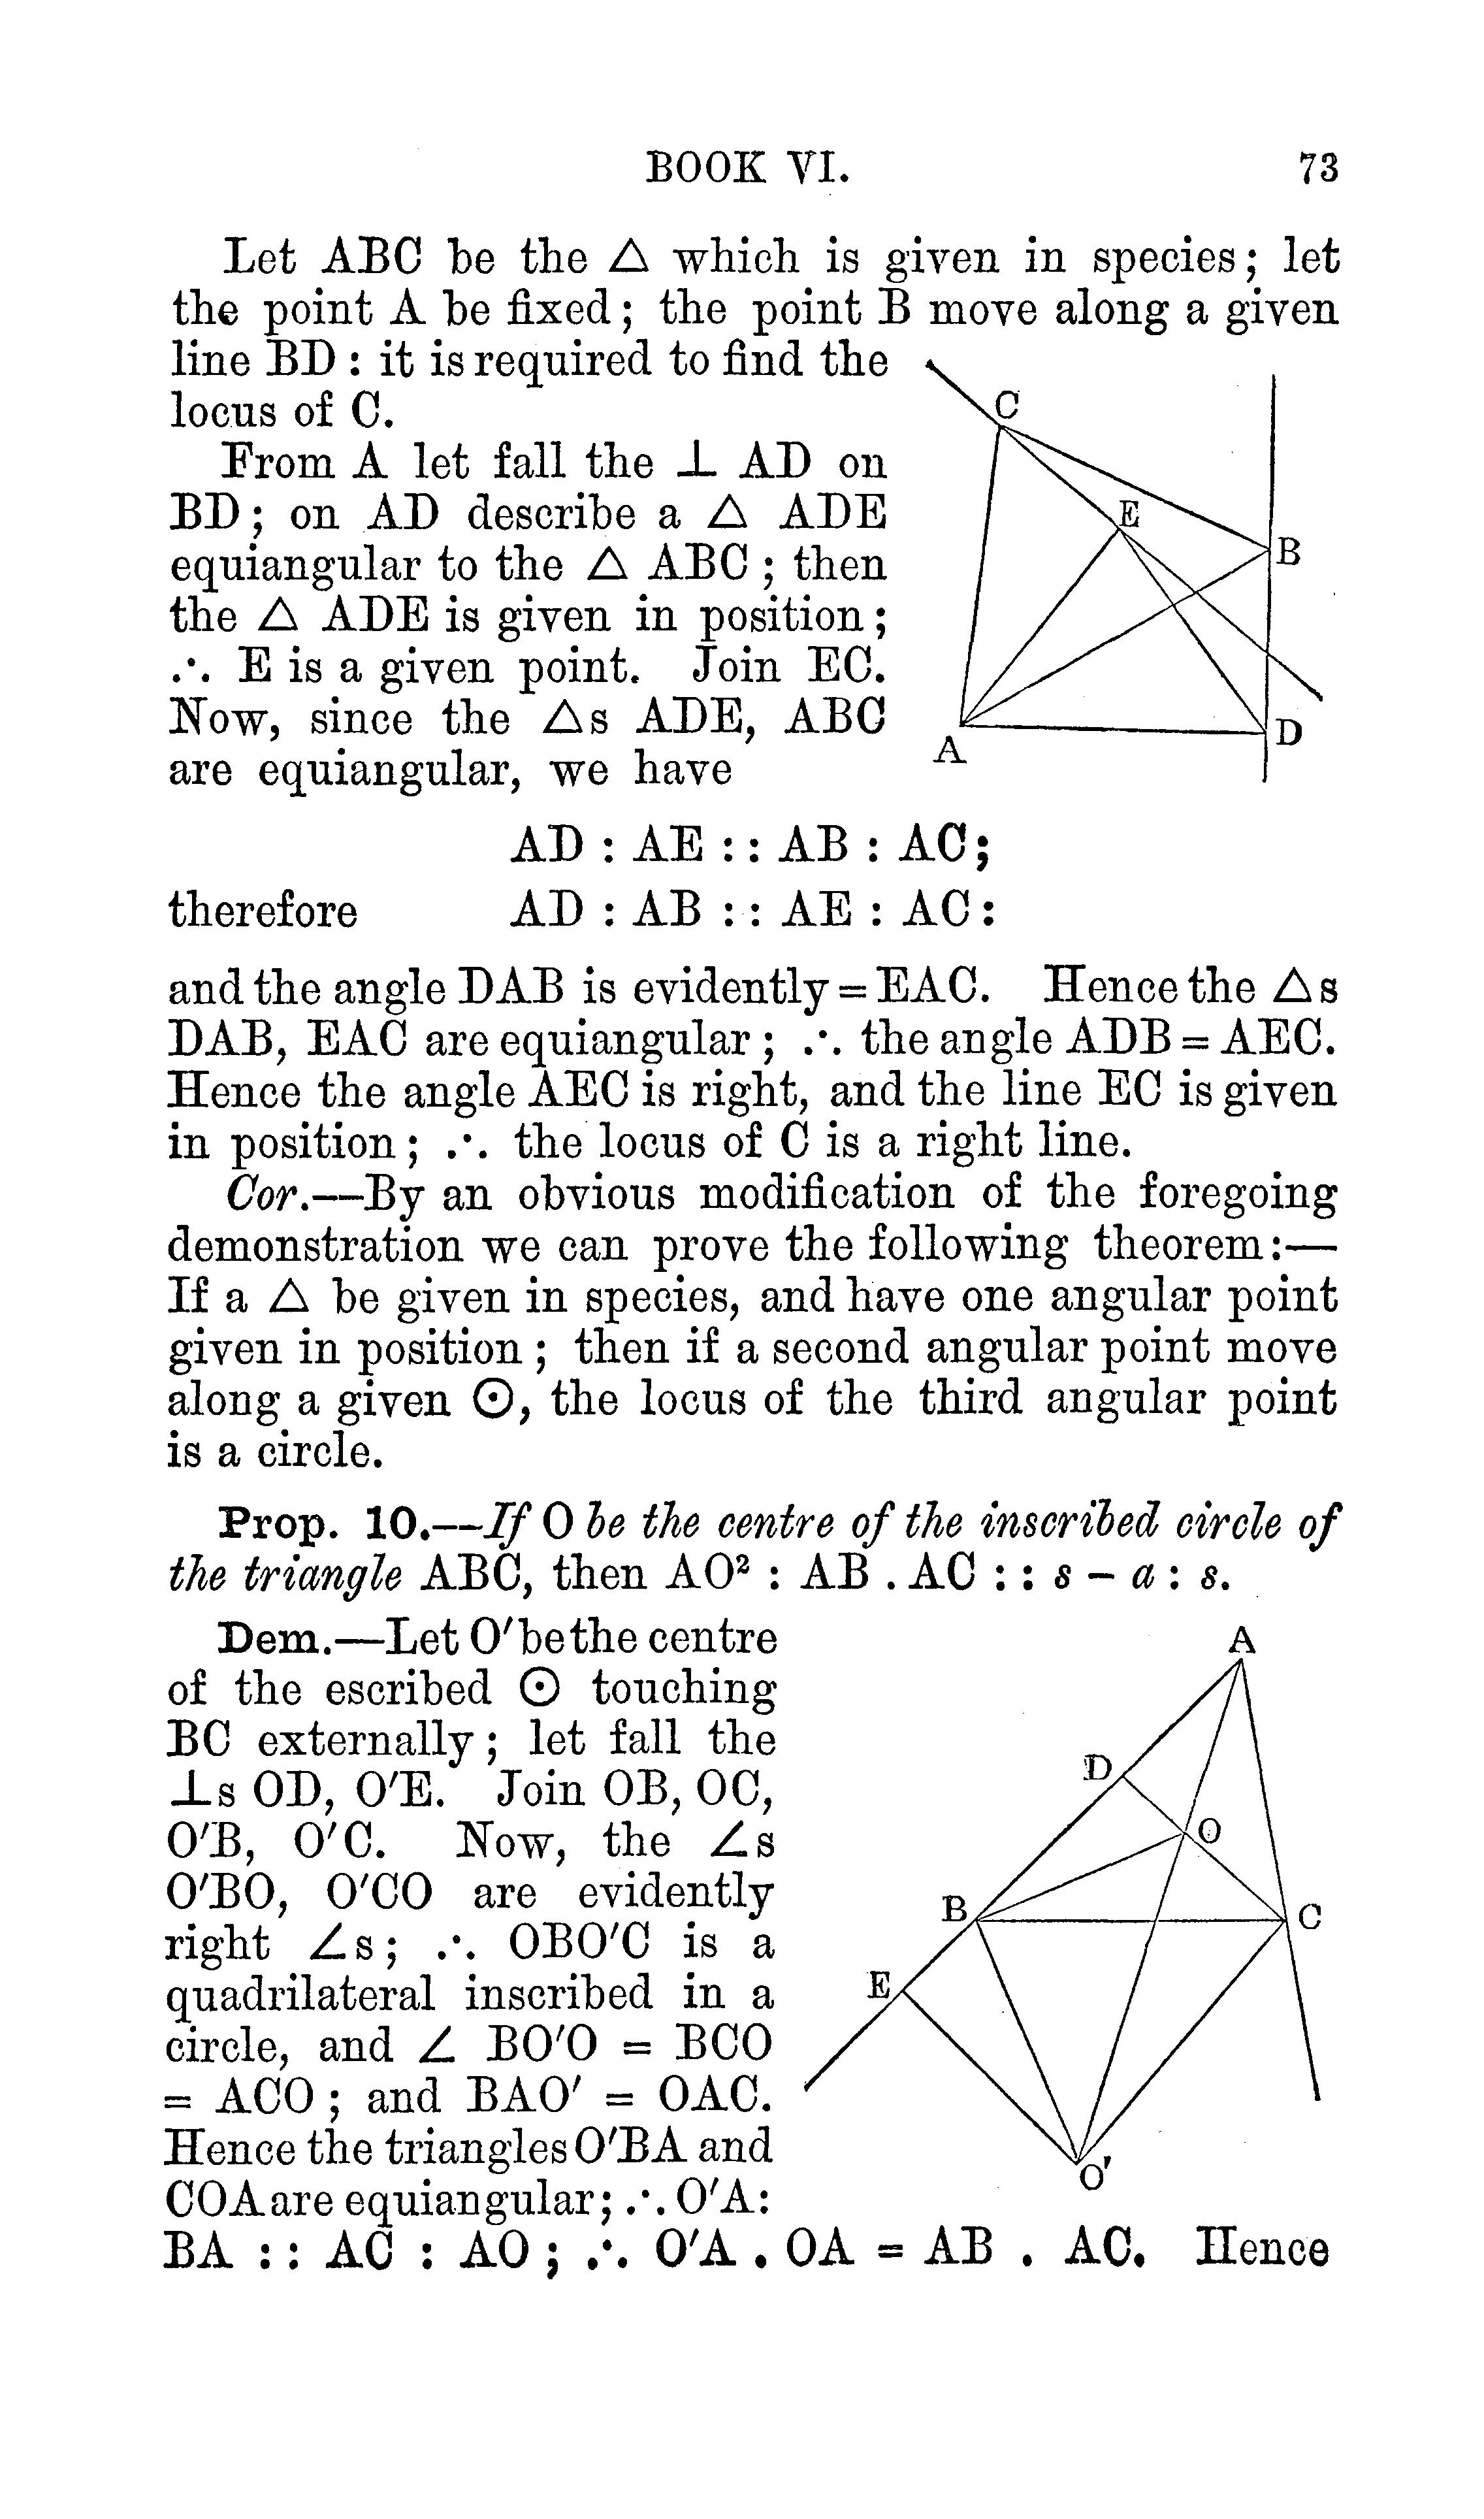 BOOK VI. 73
Let ABC be the △ which is given in species; let
the point A be fixed; the point B move along a given
line BD : it is required to find the
locus of C.
From A let fall the ⊥ AD on
BD; on AD describe a △ ADE
equiangular to the △ ABC; then
the △ ADE is given in position;
∴ E is a given point. Join EC.
Now, since the △s ADE, ABC
are equiangular, we have
C
E
B
A
D
AD : AE :: AB : AC;
therefore AD : AB :: AE : AC:
and the angle DAB is evidently = EAC. Hence the △s
DAB, EAC are equiangular; ∴ the angle ADB = AEC.
Hence the angle AEC is right, and the line EC is given
in position; ∴ the locus of C is a right line.
Cor.—By an obvious modification of the foregoing
demonstration we can prove the following theorem:—
If a △ be given in species, and have one angular point
given in position; then if a second angular point move
along a given ⊙, the locus of the third angular point
is a circle.
Prop. 10.—If O be the centre of the inscribed circle of
the triangle ABC, then AO² : AB . AC :: s − a : s.
Dem.—Let O′ be the centre
of the escribed ⊙ touching
BC externally; let fall the
⊥s OD, O′E. Join OB, OC,
O′B, O′C. Now, the ∠s
O′BO, O′CO are evidently
right ∠s; ∴ OBO′C is a
quadrilateral inscribed in a
circle, and ∠ BO′O = BCO
= ACO; and BAO′ = OAC.
Hence the triangles O′BA and
COA are equiangular; ∴ O′A:
BA :: AC : AO; ∴ O′A . OA = AB . AC. Hence
A
D
O
B
C
E
O′